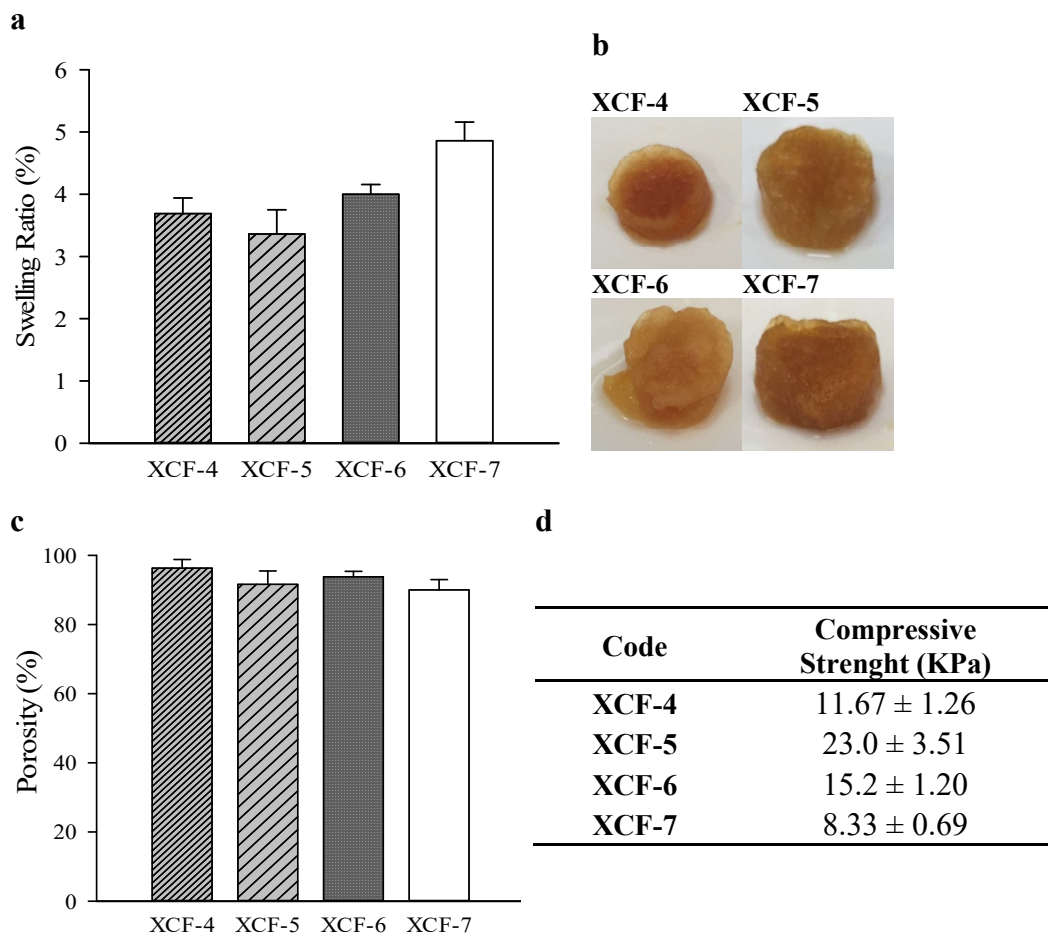 a
6
5
4
3
2
1
0
Swelling Ratio (%)
XCF-4 XCF-5 XCF-6 XCF-7
b
XCF-4 XCF-5
XCF-6 XCF-7
c
100
80
60
40
20
0
Porosity (%)
XCF-4 XCF-5 XCF-6 XCF-7
d
Code Compressive
Strenght (KPa)
XCF-4 11.67 ± 1.26
XCF-5 23.0 ± 3.51
XCF-6 15.2 ± 1.20
XCF-7 8.33 ± 0.69